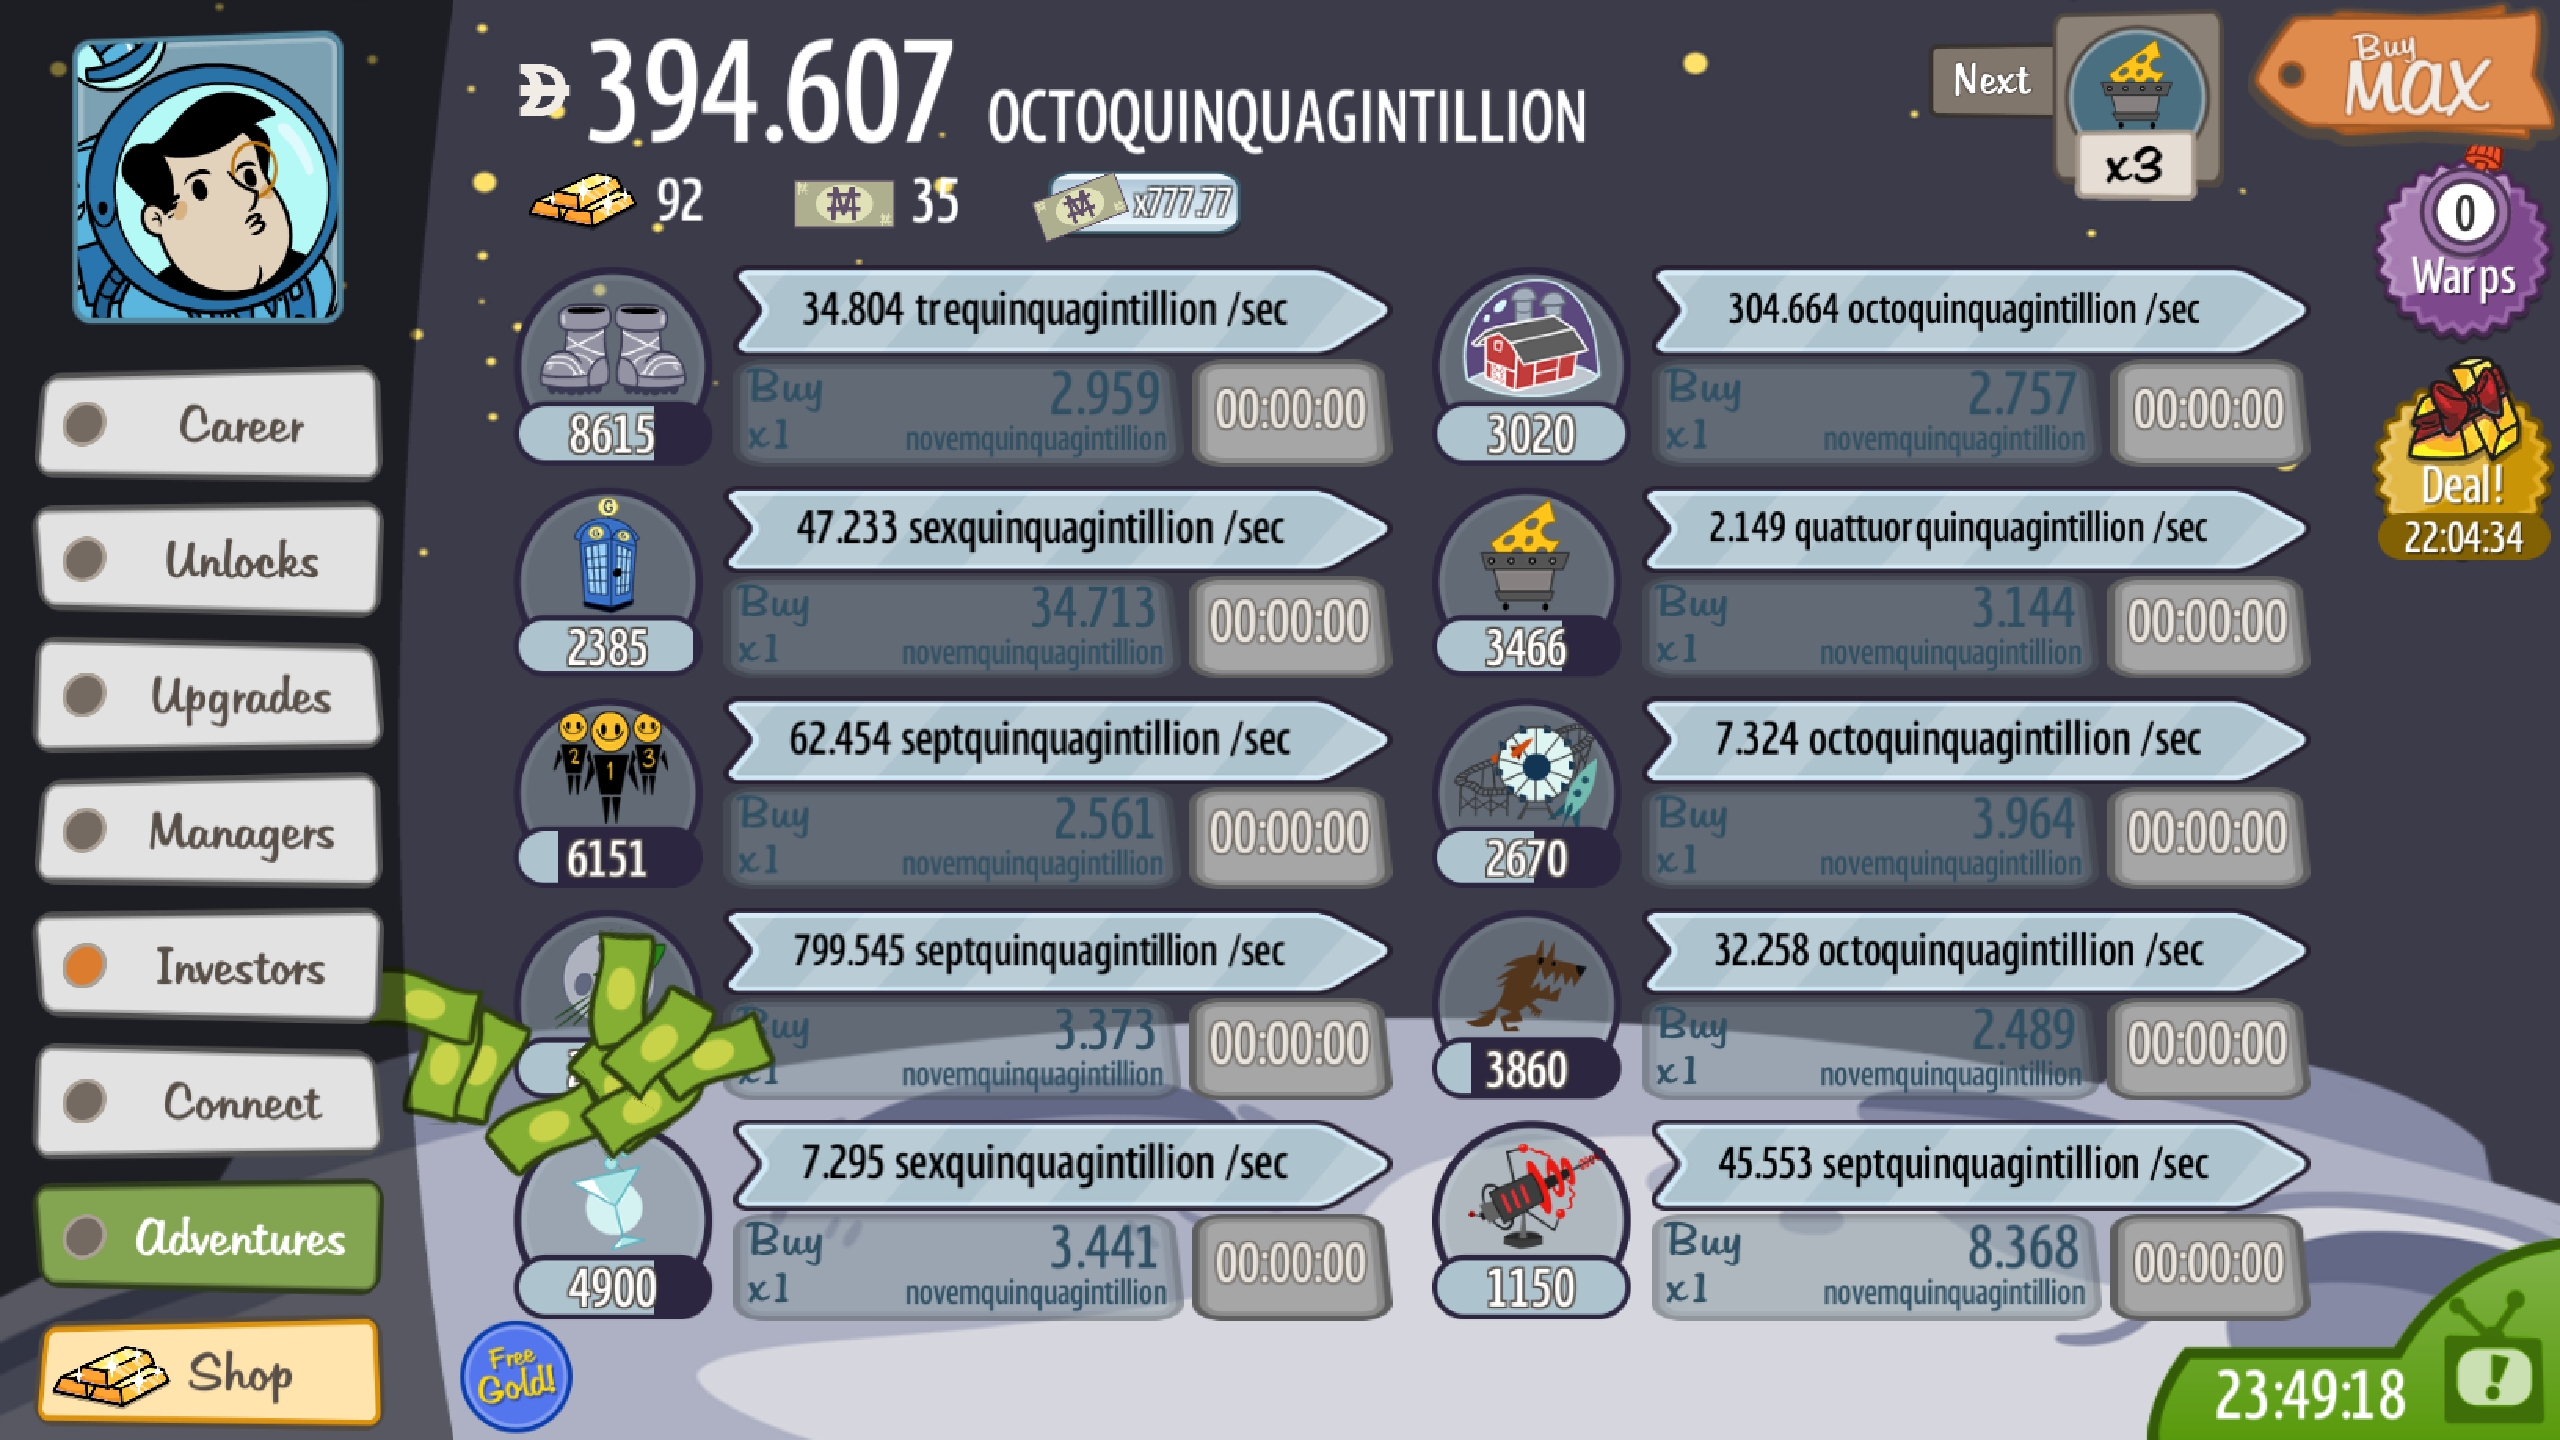 394.607 OCTOQUINQUAGINTILLION
Next
x3
Buy
MAX
92
35
x777.77
0
Warps
Deal!
22:04:34
Career
Unlocks
Upgrades
Managers
Investors
Connect
Adventures
Shop
34.804 trequinquagintillion /sec
Buy
x1
2.959
novemquinquagintillion
00:00:00
8615
304.664 octoquinquagintillion /sec
Buy
x1
2.757
novemquinquagintillion
00:00:00
3020
G
G
G
47.233 sexquinquagintillion /sec
Buy
x1
34.713
novemquinquagintillion
00:00:00
2385
2.149 quattuorquinquagintillion /sec
Buy
x1
3.144
novemquinquagintillion
00:00:00
3466
2
1
3
62.454 septquinquagintillion /sec
Buy
x1
2.561
novemquinquagintillion
00:00:00
6151
7.324 octoquinquagintillion /sec
Buy
x1
3.964
novemquinquagintillion
00:00:00
2670
799.545 septquinquagintillion /sec
Buy
x1
3.373
novemquinquagintillion
00:00:00
32.258 octoquinquagintillion /sec
Buy
x1
2.489
novemquinquagintillion
00:00:00
3860
7.295 sexquinquagintillion /sec
Buy
x1
3.441
novemquinquagintillion
00:00:00
4900
45.553 septquinquagintillion /sec
Buy
x1
8.368
novemquinquagintillion
00:00:00
1150
Free
Gold!
23:49:18
!